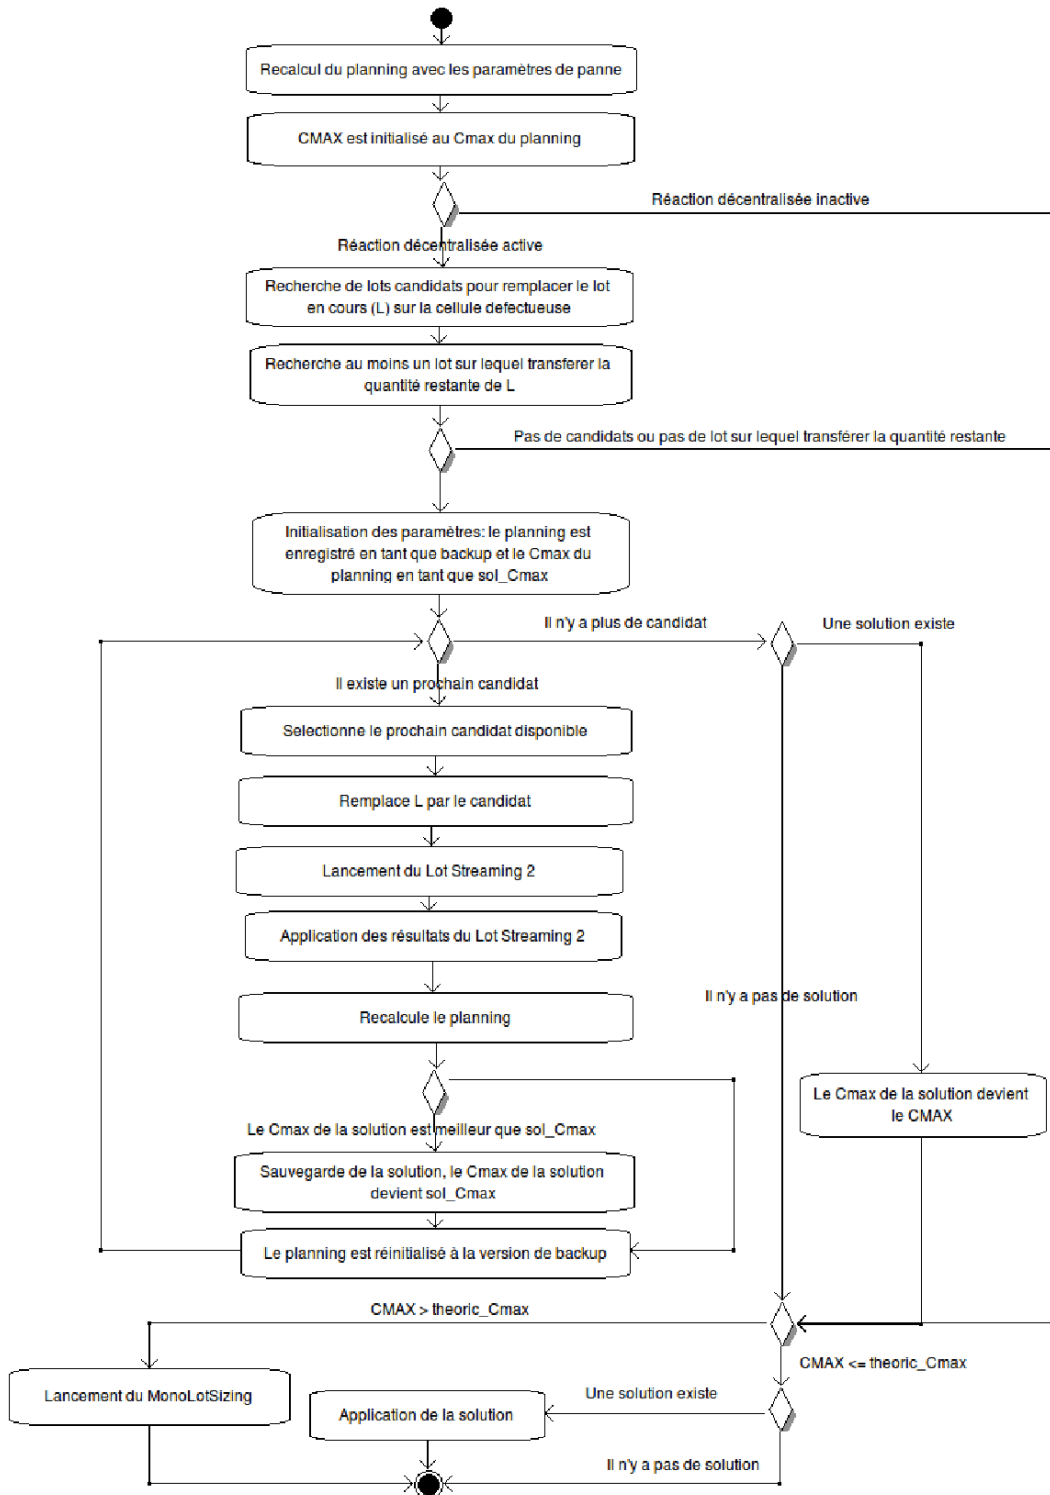 Recalcul du planning avec les paramètres de panne
CMAX est initialisé au Cmax du planning
Réaction décentralisée inactive
Réaction décentralisée active
Recherche de lots candidats pour remplacer le lot
en cours (L) sur la cellule defectueuse
Recherche au moins un lot sur lequel transferer la
quantité restante de L
Pas de candidats ou pas de lot sur lequel transférer la quantité restante
Initialisation des paramètres: le planning est
enregistré en tant que backup et le Cmax du
planning en tant que sol_Cmax
Il n'y a plus de candidat
Une solution existe
Il existe un prochain candidat
Selectionne le prochain candidat disponible
Remplace L par le candidat
Lancement du Lot Streaming 2
Application des résultats du Lot Streaming 2
Il n'y a pas de solution
Recalcule le planning
Le Cmax de la solution devient
le CMAX
Le Cmax de la solution est meilleur que sol_Cmax
Sauvegarde de la solution, le Cmax de la solution
devient sol_Cmax
Le planning est réinitialisé à la version de backup
CMAX > theoric_Cmax
CMAX <= theoric_Cmax
Lancement du MonoLotSizing
Une solution existe
Application de la solution
Il n'y a pas de solution